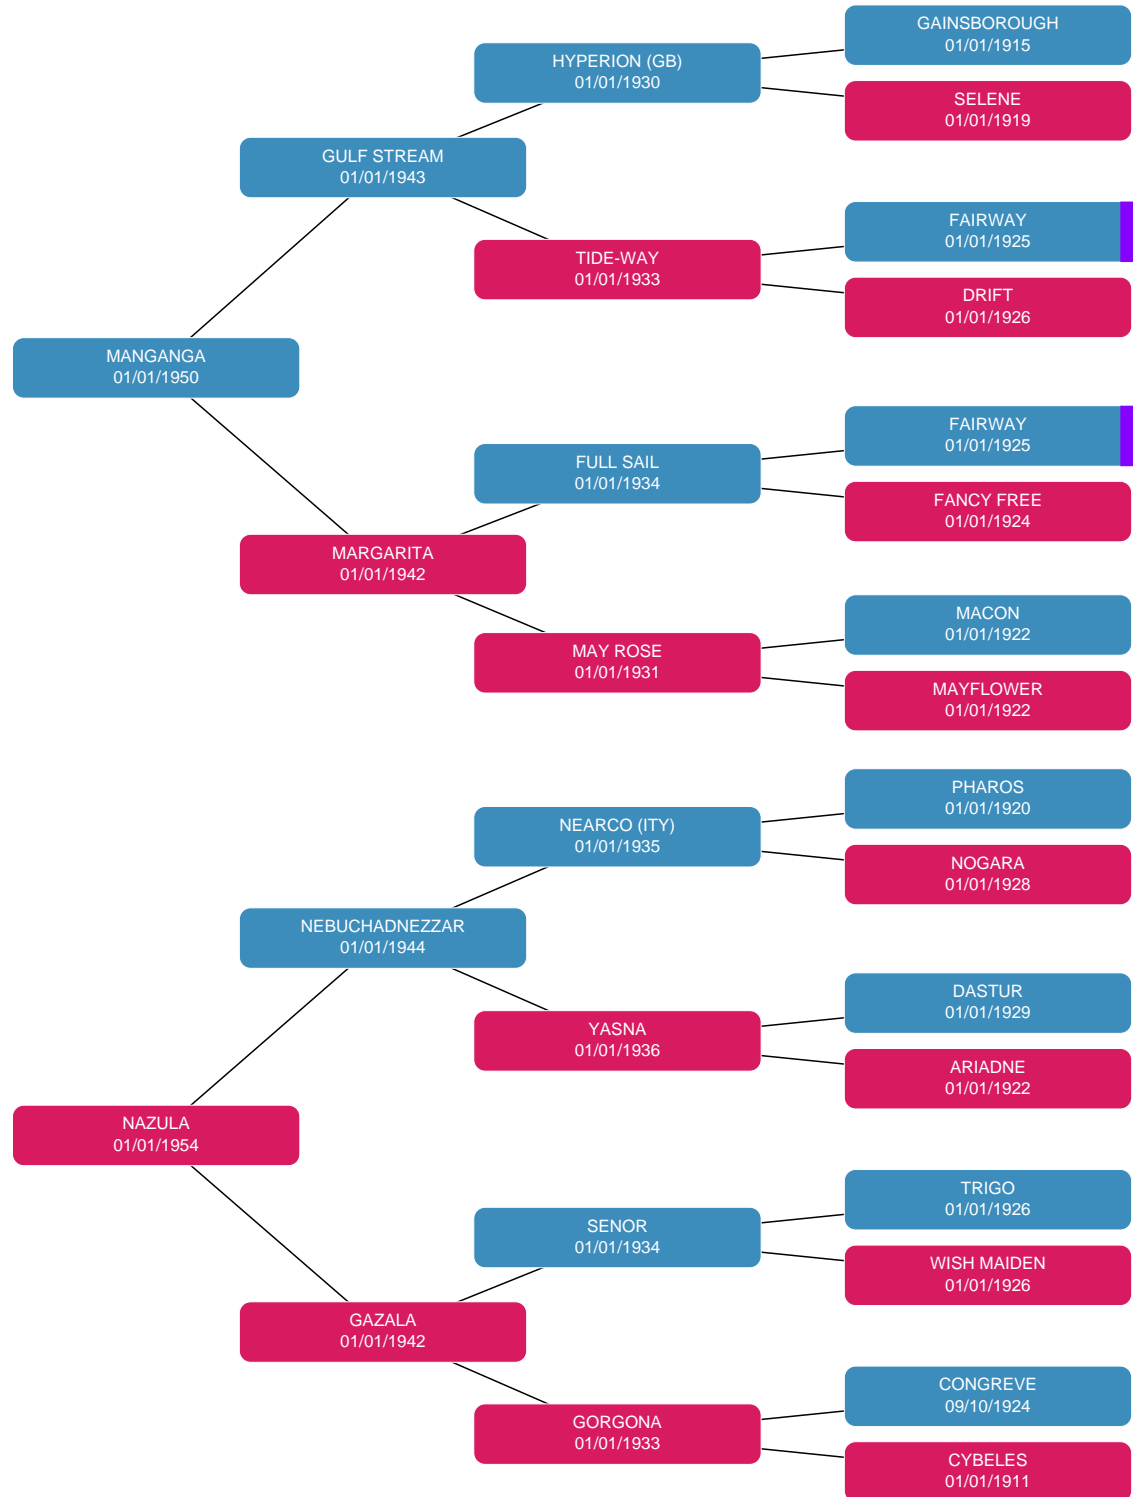 GAINSBOROUGH
01/01/1915
HYPERION (GB)
01/01/1930
SELENE
01/01/1919
GULF STREAM
01/01/1943
FAIRWAY
01/01/1925
TIDE-WAY
01/01/1933
DRIFT
01/01/1926
MANGANGA
01/01/1950
FAIRWAY
01/01/1925
FULL SAIL
01/01/1934
FANCY FREE
01/01/1924
MARGARITA
01/01/1942
MACON
01/01/1922
MAY ROSE
01/01/1931
MAYFLOWER
01/01/1922
PHAROS
01/01/1920
NEARCO (ITY)
01/01/1935
NOGARA
01/01/1928
NEBUCHADNEZZAR
01/01/1944
DASTUR
01/01/1929
YASNA
01/01/1936
ARIADNE
01/01/1922
NAZULA
01/01/1954
TRIGO
01/01/1926
SENOR
01/01/1934
WISH MAIDEN
01/01/1926
GAZALA
01/01/1942
CONGREVE
09/10/1924
GORGONA
01/01/1933
CYBELES
01/01/1911